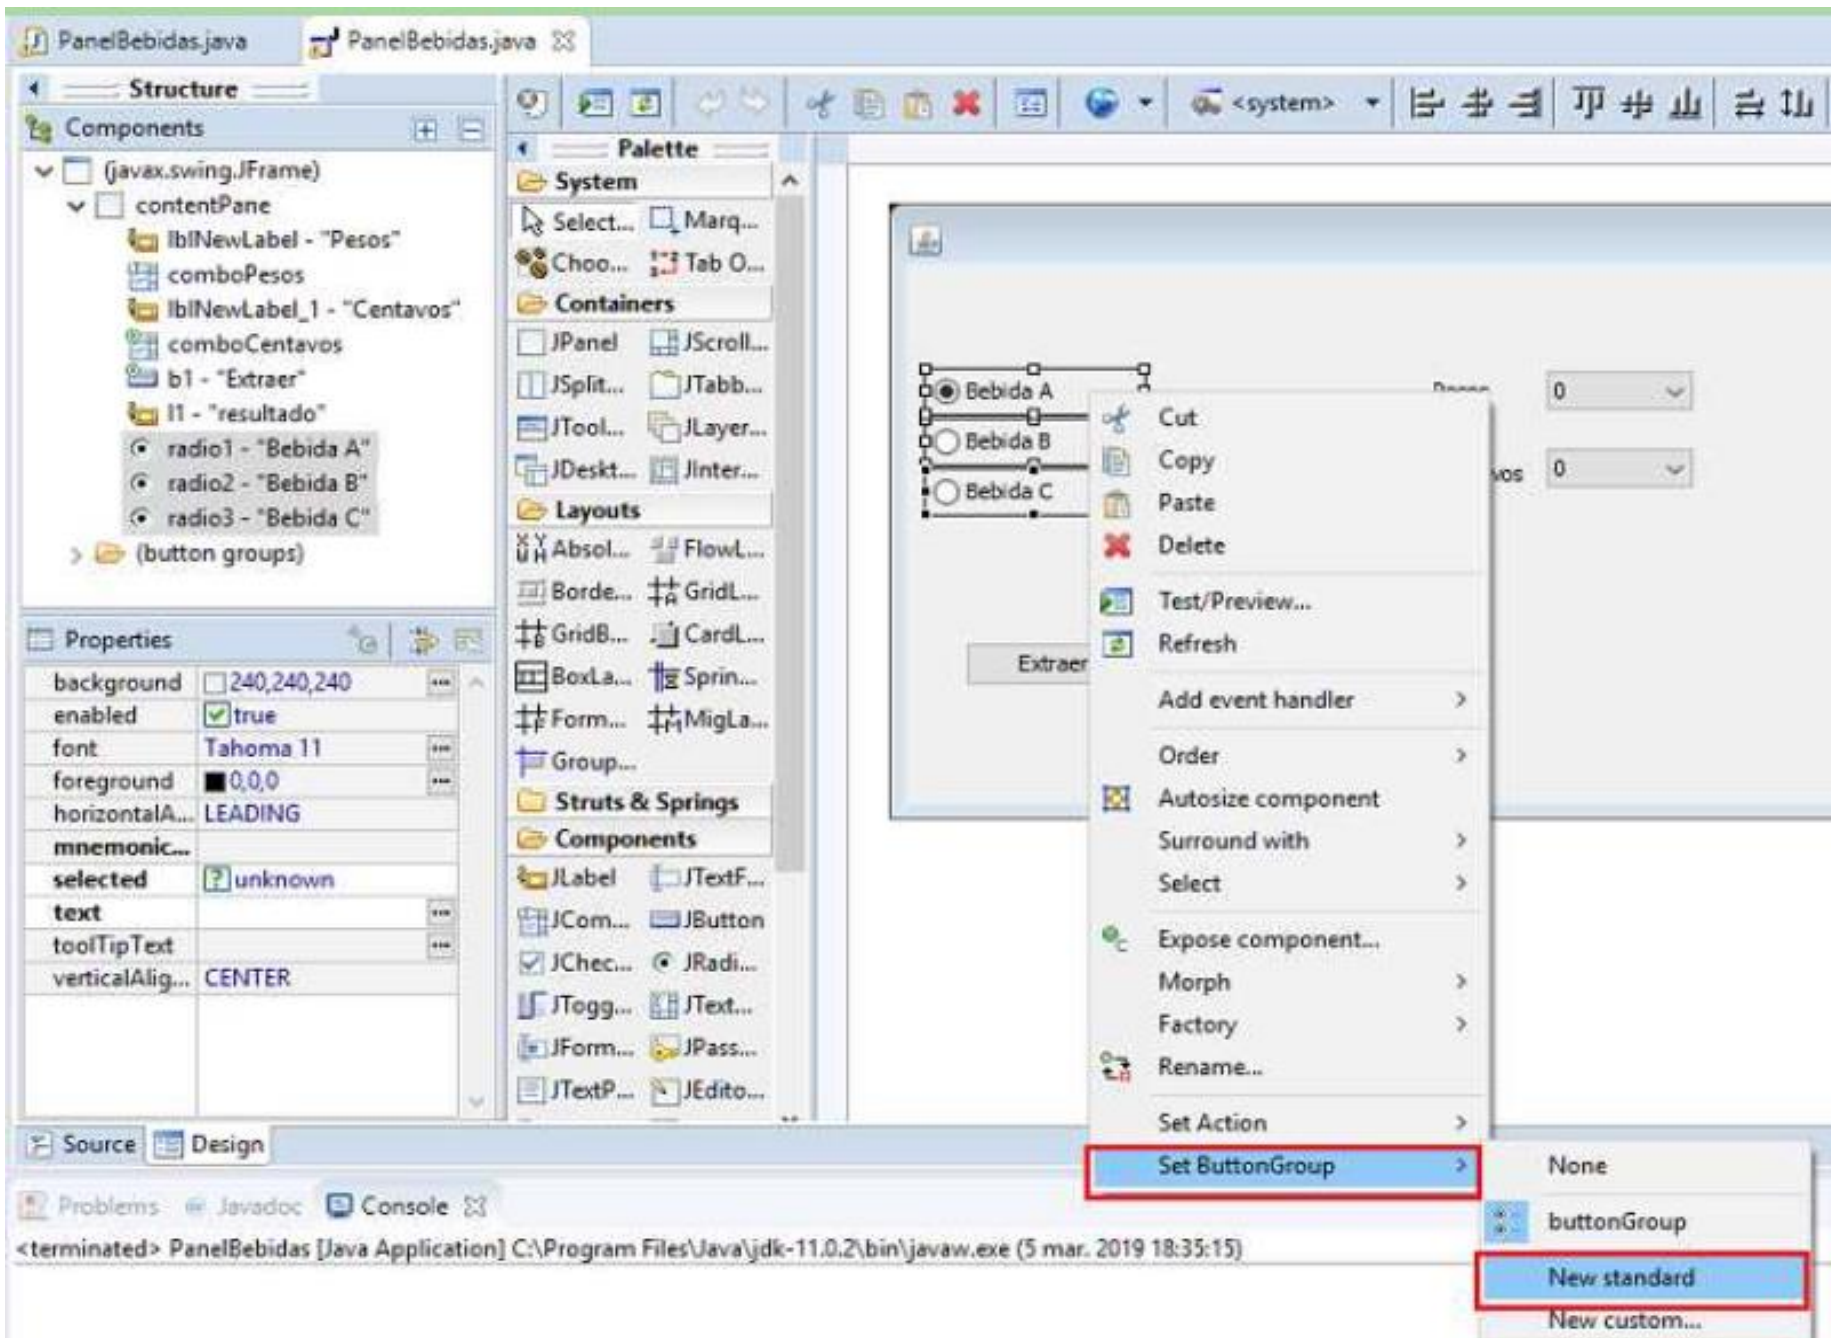 PanelBebidas.java
PanelBebidas.java
Structure
Components
(javax.swing.JFrame)
contentPane
lblNewLabel - "Pesos"
comboPesos
lblNewLabel_1 - "Centavos"
comboCentavos
b1 - "Extraer"
l1 - "resultado"
radio1 - "Bebida A"
radio2 - "Bebida B"
radio3 - "Bebida C"
(button groups)
Properties
background 240,240,240
enabled true
font Tahoma 11
foreground 0,0,0
horizontalA... LEADING
mnemonic...
selected unknown
text
toolTipText
verticalAlig... CENTER
<system>
Palette
System
Select... Marq...
Choo... Tab O...
Containers
JPanel JScroll...
JSplit... JTabb...
JTool... JLayer...
JDeskt... JInter...
Layouts
Absol... FlowL...
Borde... GridL...
GridB... CardL...
BoxLa... Sprin...
Form... MigLa...
Group...
Struts & Springs
Components
JLabel JTextF...
JCom... JButton
JChec... JRadi...
JTogg... JText...
JForm... JPass...
JTextP... JEdito...
Bebida A
Bebida B
Bebida C
0
vos 0
Extraer
Cut
Copy
Paste
Delete
Test/Preview...
Refresh
Add event handler
Order
Autosize component
Surround with
Select
Expose component...
Morph
Factory
Rename...
Set Action
Set ButtonGroup
None
buttonGroup
New standard
New custom...
Source Design
Problems Javadoc Console
<terminated> PanelBebidas [Java Application] C:\Program Files\Java\jdk-11.0.2\bin\javaw.exe (5 mar. 2019 18:35:15)